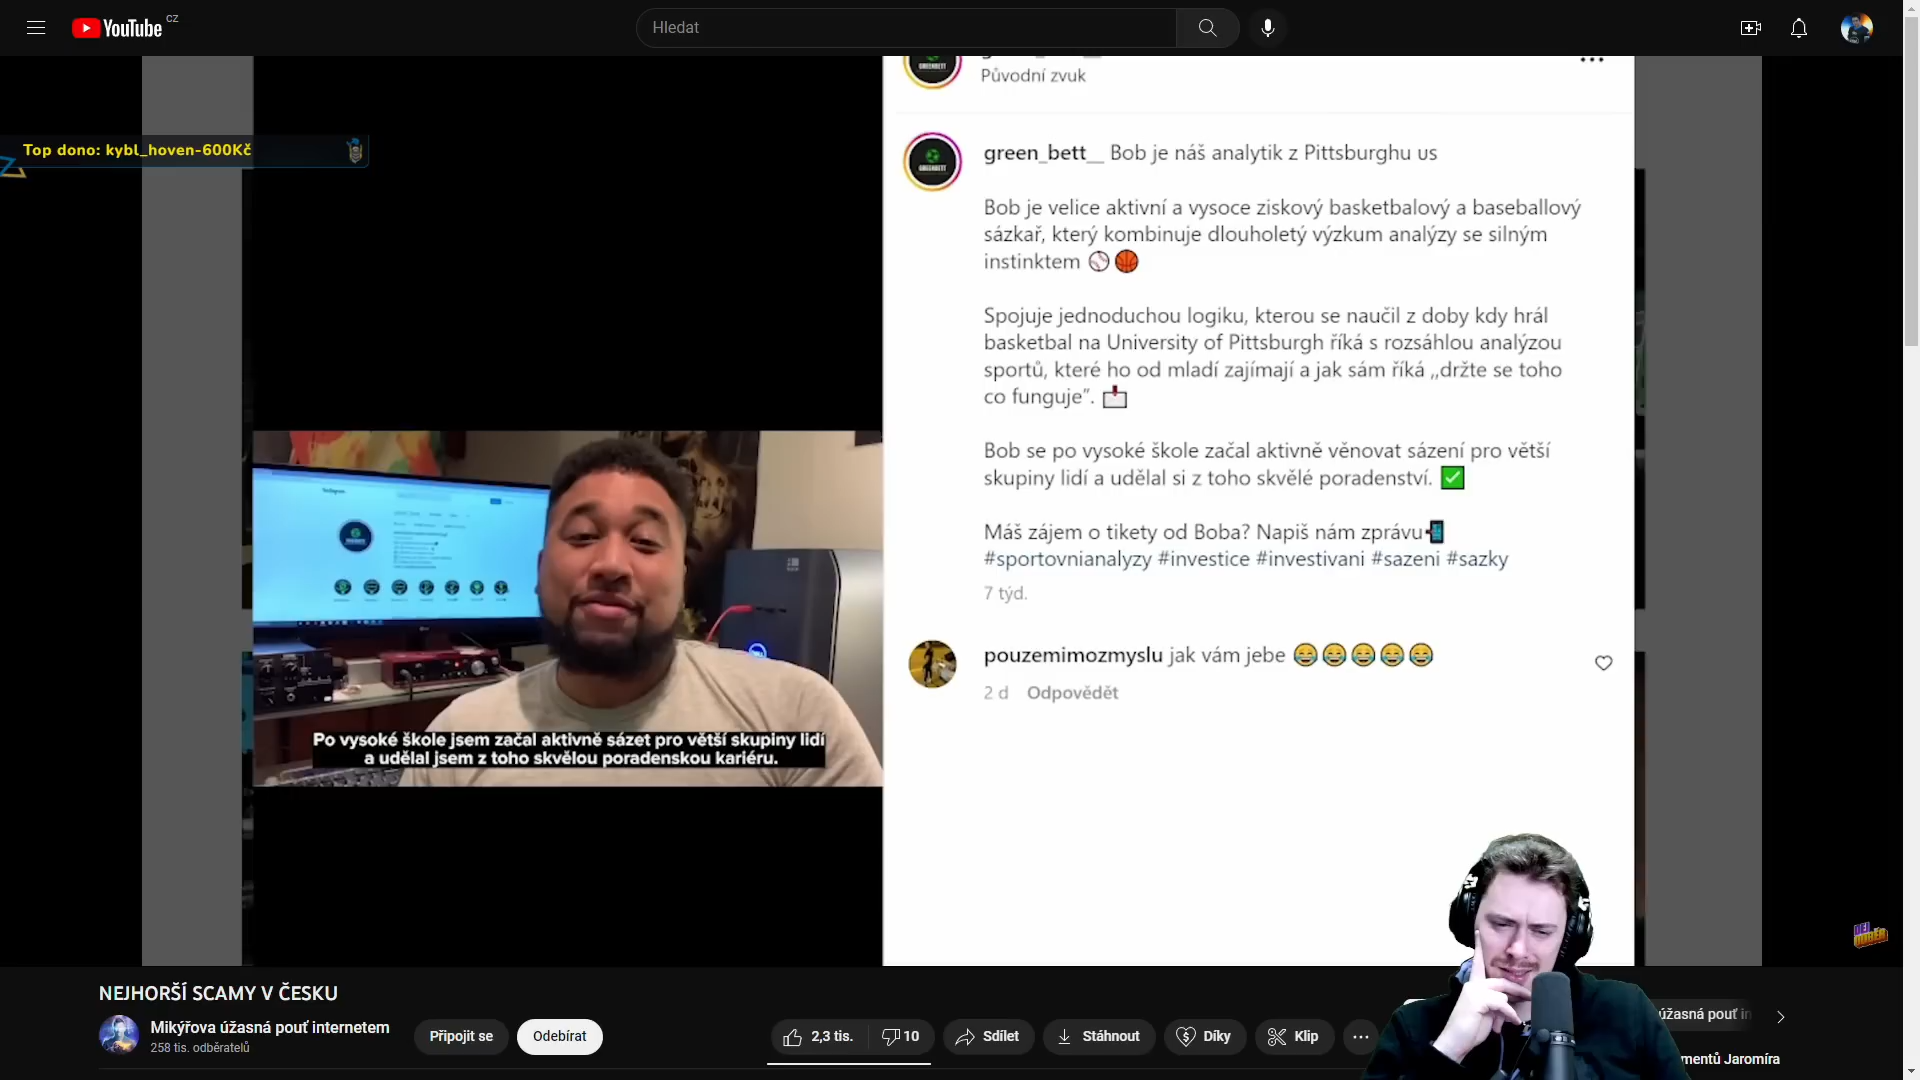 YouTube CZ
Hledat
Původní zvuk
Top dono: kybl_hoven-600Kč
GREENBETT
green_bett__ Bob je náš analytik z Pittsburghu us
Bob je velice aktivní a vysoce ziskový basketbalový a baseballový
sázkař, který kombinuje dlouholetý výzkum analýzy se silným
instinktem ⚾🏀
Spojuje jednoduchou logiku, kterou se naučil z doby kdy hrál
basketbal na University of Pittsburgh říká s rozsáhlou analýzou
sportů, které ho od mladí zajímají a jak sám říká ,,držte se toho
co funguje”. 📩
Bob se po vysoké škole začal aktivně věnovat sázení pro větší
skupiny lidí a udělal si z toho skvělé poradenství. ✅
Máš zájem o tikety od Boba? Napiš nám zprávu📲
#sportovnianalyzy #investice #investivani #sazeni #sazky
7 týd.
pouzemimozmyslu jak vám jebe 😂😂😂😂😂
2 d Odpovědět
Po vysoké škole jsem začal aktivně sázet pro větší skupiny lidí
a udělal jsem z toho skvělou poradenskou kariéru.
NEJHORŠÍ SCAMY V ČESKU
Mikýřova úžasná pouť internetem
258 tis. odběratelů
Připojit se
Odebírat
2,3 tis.
10
Sdílet
Stáhnout
Díky
Klip
úžasná pouť in
mentů Jaromíra